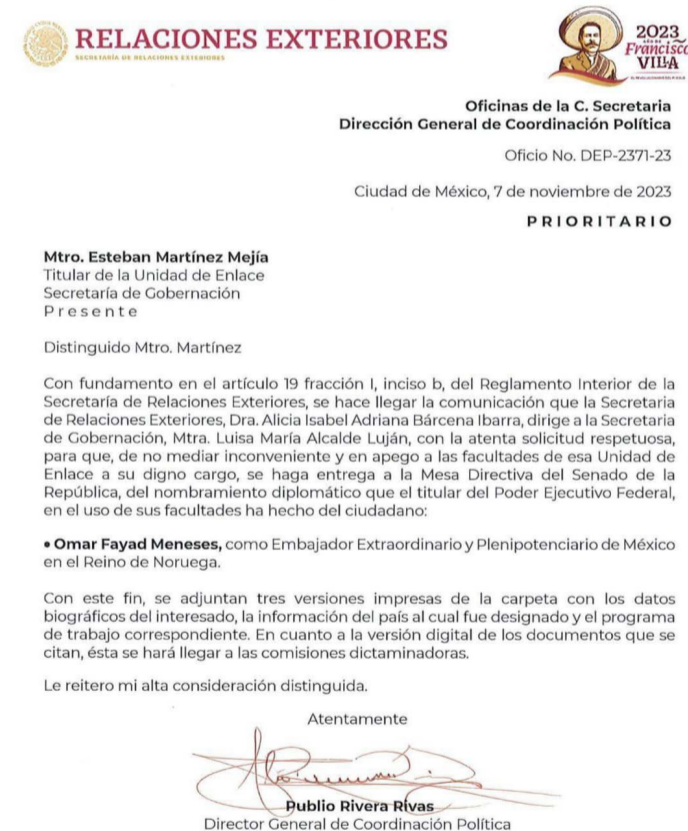 RELACIONES EXTERIORES
SECRETARÍA DE RELACIONES EXTERIORES
2023
Francisco
VILLA
Oficinas de la C. Secretaria
Dirección General de Coordinación Política
Oficio No. DEP-2371-23
Ciudad de México, 7 de noviembre de 2023
PRIORITARIO
Mtro. Esteban Martínez Mejía
Titular de la Unidad de Enlace
Secretaría de Gobernación
Presente
Distinguido Mtro. Martínez
Con fundamento en el artículo 19 fracción I, inciso b, del Reglamento Interior de la
Secretaría de Relaciones Exteriores, se hace llegar la comunicación que la Secretaria
de Relaciones Exteriores, Dra. Alicia Isabel Adriana Bárcena Ibarra, dirige a la Secretaria
de Gobernación, Mtra. Luisa María Alcalde Luján, con la atenta solicitud respetuosa,
para que, de no mediar inconveniente y en apego a las facultades de esa Unidad de
Enlace a su digno cargo, se haga entrega a la Mesa Directiva del Senado de la
República, del nombramiento diplomático que el titular del Poder Ejecutivo Federal,
en el uso de sus facultades ha hecho del ciudadano:
• Omar Fayad Meneses, como Embajador Extraordinario y Plenipotenciario de México
en el Reino de Noruega.
Con este fin, se adjuntan tres versiones impresas de la carpeta con los datos
biográficos del interesado, la información del país al cual fue designado y el programa
de trabajo correspondiente. En cuanto a la versión digital de los documentos que se
citan, ésta se hará llegar a las comisiones dictaminadoras.
Le reitero mi alta consideración distinguida.
Atentamente
Publio Rivera Rivas
Director General de Coordinación Política